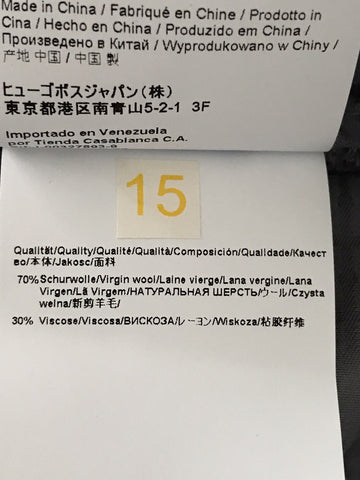 Made in China / Fabriqué en Chine / Prodotto in
Cina / Hecho en China / Produzido em China /
Произведено в Китай / Wyprodukowano w Chiny /
产地 中国 / 中国 製
ヒューゴボスジャパン(株)
東京都港区南青山5-2-1 3F
Importado en Venezuela
por Tienda Casablanca C.A.
15
Qualität/Quality/Qualité/Qualità/Composición/Qualidade/Качест
во/本体/Jakosc/面料
70%Schurwolle/Virgin wool/Laine vierge/Lana vergine/Lana
Virgen/Lã Virgem/НАТУРАЛЬНАЯ ШЕРСТЬ/ウール/Czysta
welna/新剪羊毛/
30% Viscose/Viscosa/ВИСКОЗА/レーヨン/Wiskoza/粘胶纤维